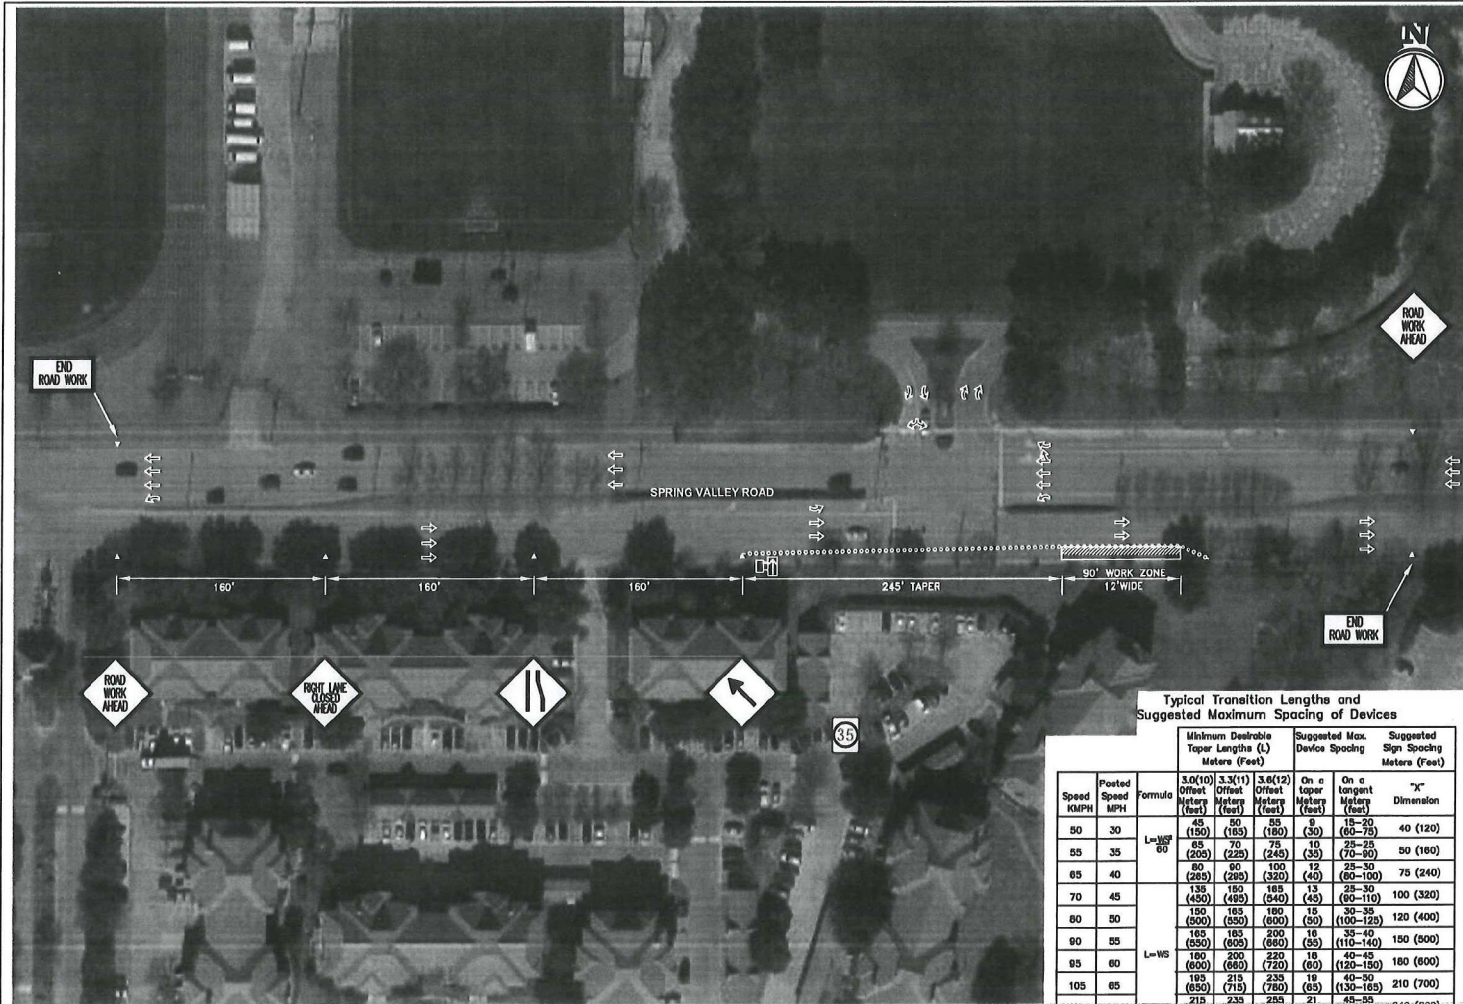 N
ROAD
WORK
AHEAD
END
ROAD WORK
SPRING VALLEY ROAD
160'
160'
160'
245' TAPER
90' WORK ZONE
12'WIDE
END
ROAD WORK
ROAD
WORK
AHEAD
RIGHT LANE
CLOSED
AHEAD
35
Typical Transition Lengths and
Suggested Maximum Spacing of Devices
Minimum Desirable
Taper Lengths (L)
Meters (Feet)
Suggested Max.
Device Spacing
Suggested
Sign Spacing
Meters (Feet)
Speed
KMPH
Posted
Speed
MPH
Formula
3.0(10)
Offset
Meters
(feet)
3.3(11)
Offset
Meters
(feet)
3.6(12)
Offset
Meters
(feet)
On a
taper
Meters
(feet)
On a
tangent
Meters
(feet)
"X"
Dimension
50 30 45 (150) 50 (165) 55 (180) 9 (30) 15-20 (60-75) 40 (120)
L=WS²
60
55 35 65 (205) 70 (225) 75 (245) 10 (35) 25-25 (70-90) 50 (160)
65 40 80 (265) 90 (295) 100 (320) 12 (40) 25-30 (80-100) 75 (240)
70 45 135 (450) 150 (495) 165 (540) 13 (45) 25-30 (90-110) 100 (320)
80 50 150 (500) 165 (550) 180 (600) 15 (50) 30-35 (100-125) 120 (400)
90 55 165 (550) 185 (605) 200 (660) 16 (55) 35-40 (110-140) 150 (500)
L=WS
95 60 180 (600) 200 (660) 220 (720) 18 (60) 40-45 (120-150) 180 (600)
105 65 195 (650) 215 (715) 235 (780) 19 (65) 40-50 (130-165) 210 (700)
215 235 255 21 45-55